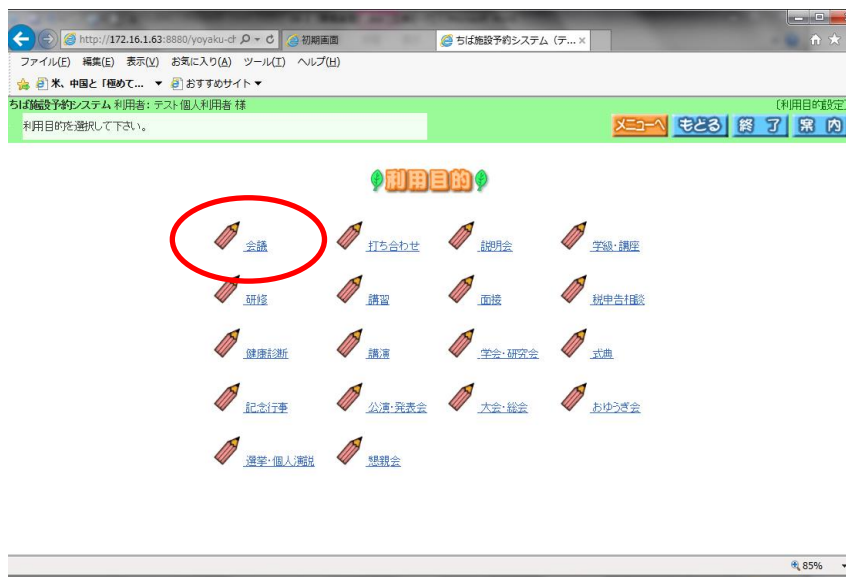 http://172.16.1.63:8880/yoyaku-ch
初期画面
ちば施設予約システム (テ...
ファイル(F) 編集(E) 表示(V) お気に入り(A) ツール(T) ヘルプ(H)
米、中国と「極めて... おすすめサイト
ちば施設予約システム 利用者: テスト個人利用者 様 [利用目的設定
利用目的を選択して下さい。 メニューへ もどる 終了 案内
利用目的
会議 打ち合わせ 説明会 学級・講座
研修 講習 面接 税申告相談
健康診断 講演 学会・研究会 式典
記念行事 公演・発表会 大会・総会 おゆうぎ会
選挙・個人演説 懇親会
85%